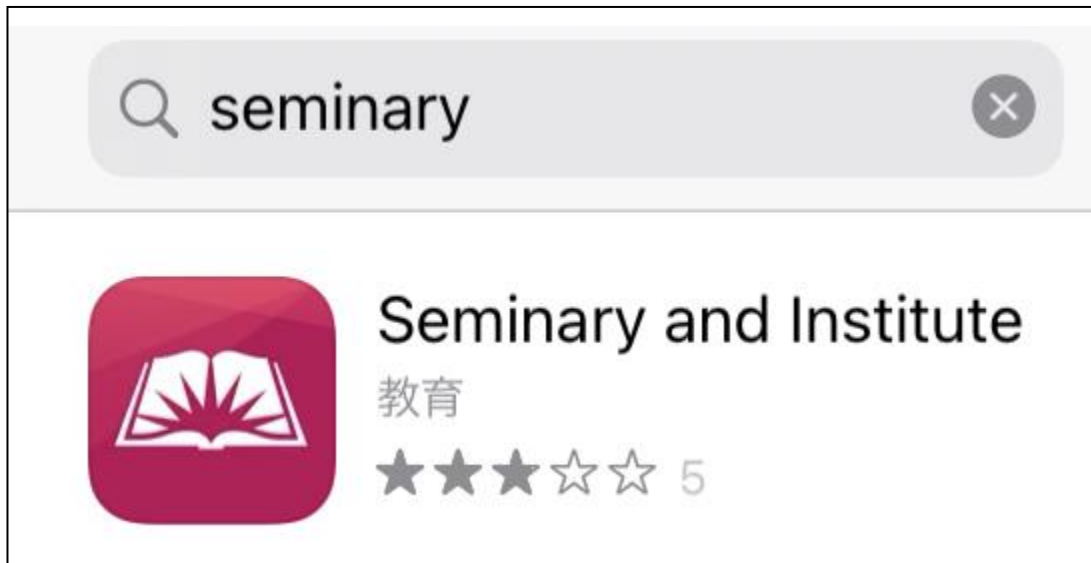 seminary
Seminary and Institute
教育
★★★☆☆ 5